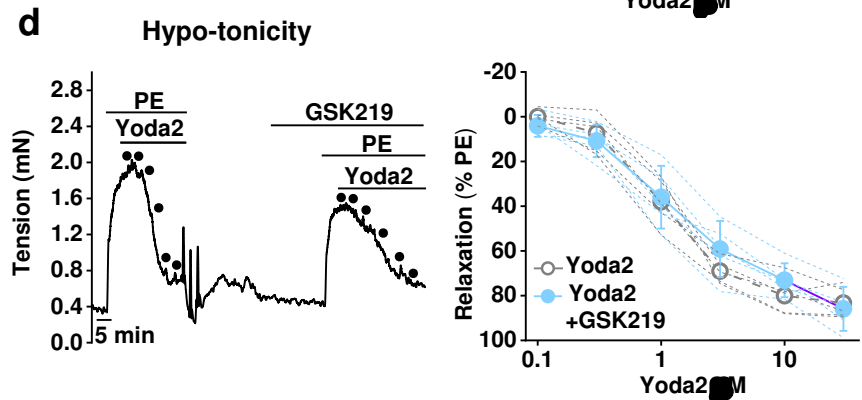 Yoda2 M
d
Hypo-tonicity
Tension (mN)
2.8
2.4
2.0
1.6
1.2
0.8
0.4
0.0
PE
Yoda2
GSK219
PE
Yoda2
5 min
Relaxation (% PE)
-20
0
20
40
60
80
100
Yoda2
Yoda2
+GSK219
0.1
1
10
Yoda2 M